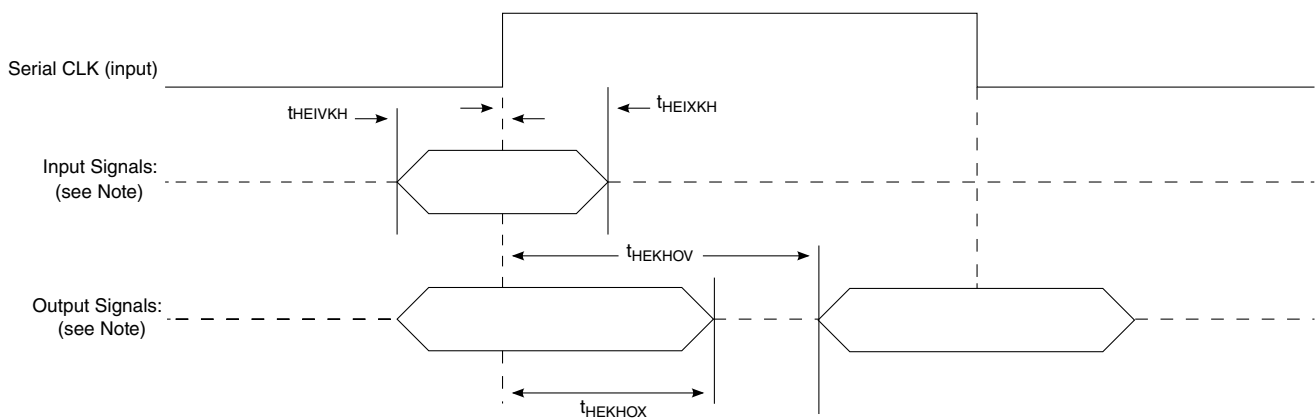 Serial CLK (input)
tHEIVKH
tHEIXKH
Input Signals:
(see Note)
tHEKHOV
Output Signals:
(see Note)
tHEKHOX